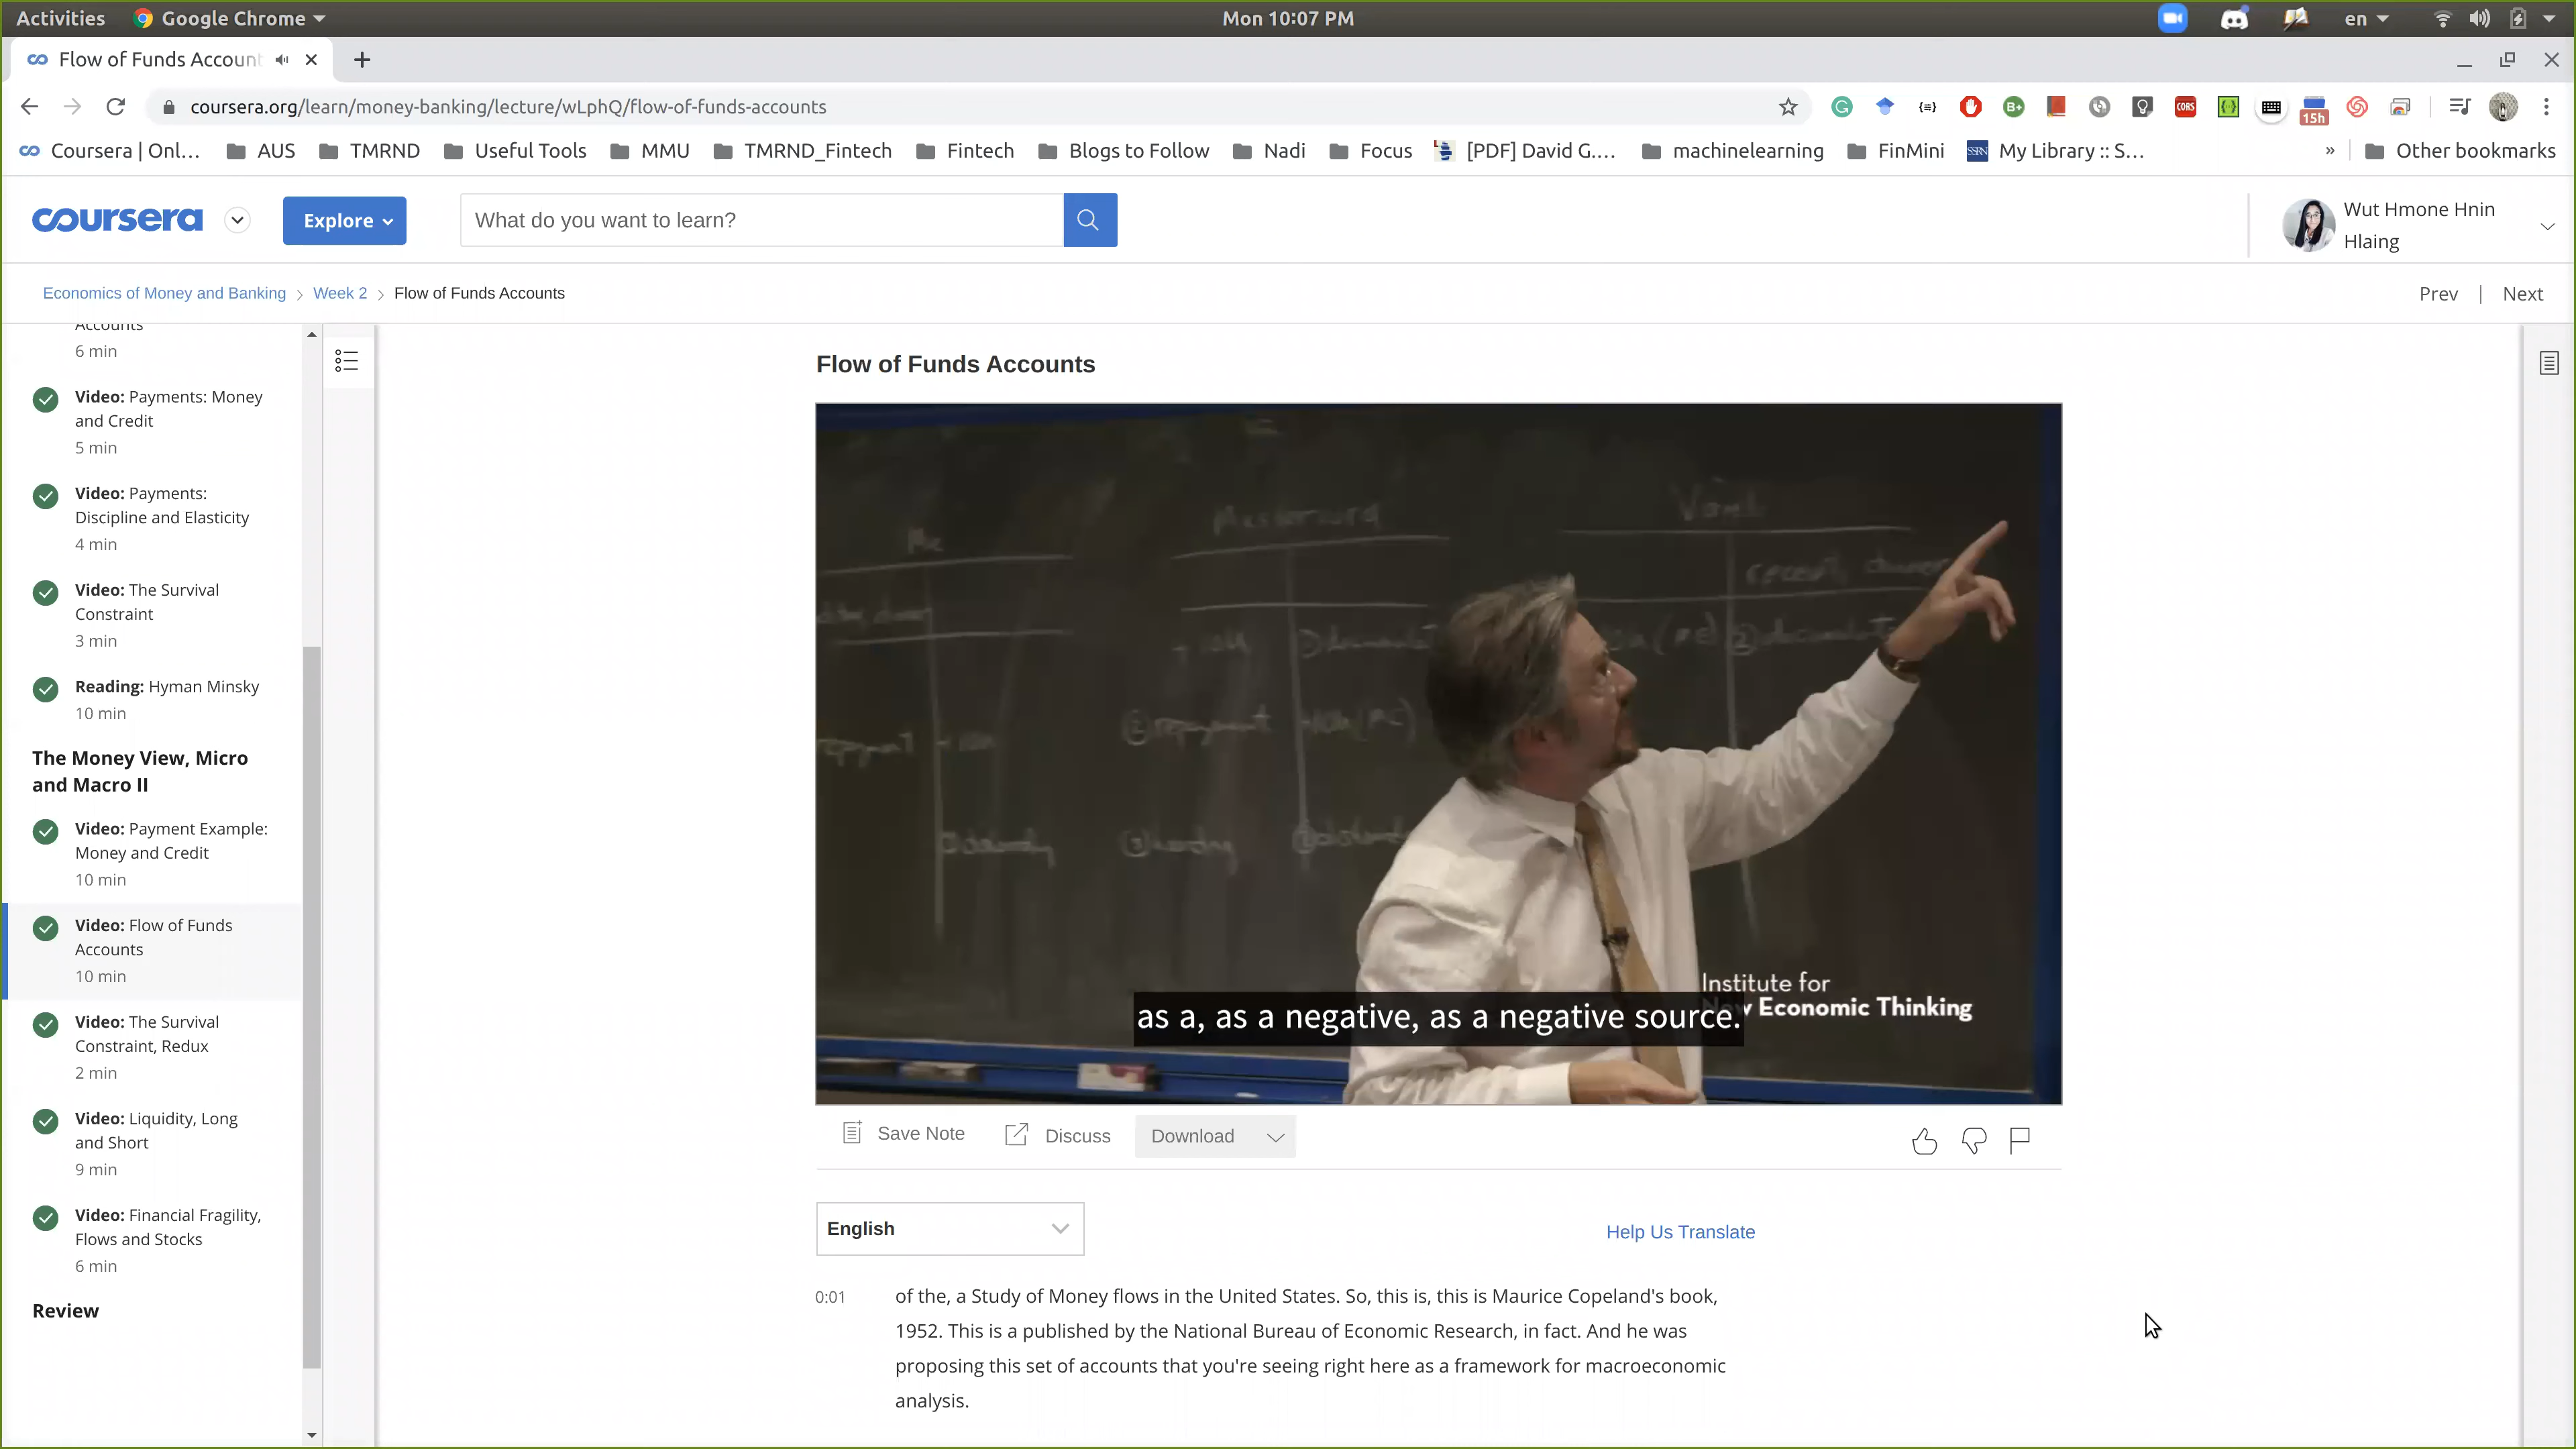 Activities
Google Chrome
Mon 10:07 PM
en
Flow of Funds Account
coursera.org/learn/money-banking/lecture/wLphQ/flow-of-funds-accounts
15h
CORS
B+
Coursera | Onl...
AUS
TMRND
Useful Tools
MMU
TMRND_Fintech
Fintech
Blogs to Follow
Nadi
Focus
[PDF] David G....
machinelearning
FinMini
SSRN
My Library :: S...
»
Other bookmarks
coursera
Explore
What do you want to learn?
Wut Hmone Hnin
Hlaing
Economics of Money and Banking > Week 2 > Flow of Funds Accounts
Prev | Next
Accounts
6 min
Video: Payments: Money
and Credit
5 min
Video: Payments:
Discipline and Elasticity
4 min
Video: The Survival
Constraint
3 min
Reading: Hyman Minsky
10 min
The Money View, Micro
and Macro II
Video: Payment Example:
Money and Credit
10 min
Video: Flow of Funds
Accounts
10 min
Video: The Survival
Constraint, Redux
2 min
Video: Liquidity, Long
and Short
9 min
Video: Financial Fragility,
Flows and Stocks
6 min
Review
Flow of Funds Accounts
Institute for
Economic Thinking
as a, as a negative, as a negative source.
Save Note
Discuss
Download
English
Help Us Translate
0:01
of the, a Study of Money flows in the United States. So, this is, this is Maurice Copeland's book,
1952. This is a published by the National Bureau of Economic Research, in fact. And he was
proposing this set of accounts that you're seeing right here as a framework for macroeconomic
analysis.